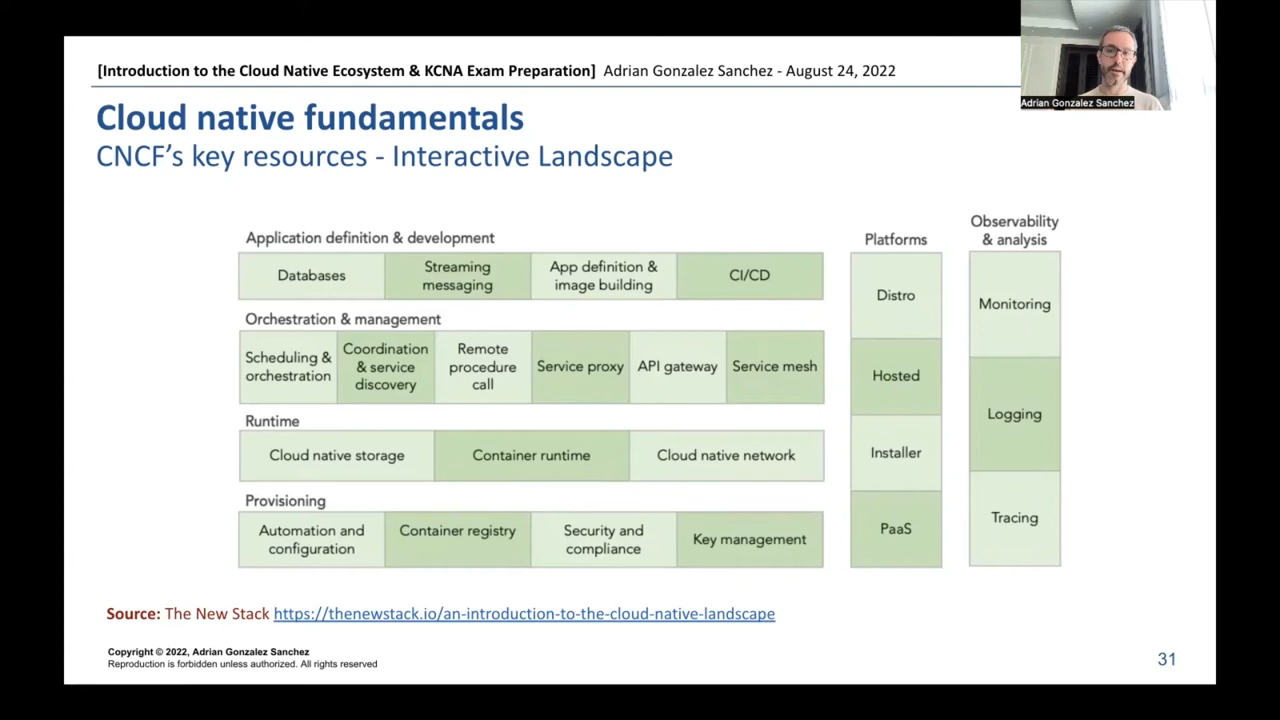 [Introduction to the Cloud Native Ecosystem & KCNA Exam Preparation] Adrian Gonzalez Sanchez - August 24, 2022
Adrian Gonzalez Sanchez
Cloud native fundamentals
CNCF's key resources - Interactive Landscape
Application definition & development
Databases
Streaming
messaging
App definition &
image building
CI/CD
Orchestration & management
Scheduling &
orchestration
Coordination
& service
discovery
Remote
procedure
call
Service proxy
API gateway
Service mesh
Runtime
Cloud native storage
Container runtime
Cloud native network
Provisioning
Automation and
configuration
Container registry
Security and
compliance
Key management
Platforms
Distro
Hosted
Installer
PaaS
Observability
& analysis
Monitoring
Logging
Tracing
Source: The New Stack https://thenewstack.io/an-introduction-to-the-cloud-native-landscape
Copyright © 2022, Adrian Gonzalez Sanchez
Reproduction is forbidden unless authorized. All rights reserved
31